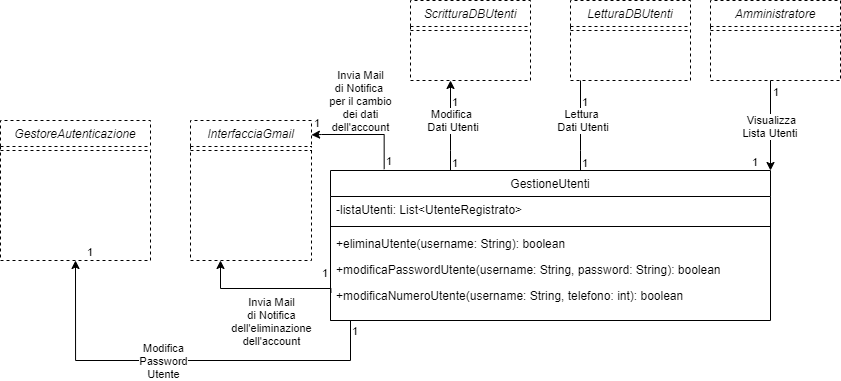 ScritturaDBUtenti
LetturaDBUtenti
Amministratore
1
1
1
Invia Mail
di Notifica
per il cambio
dei dati
dell'account
Modifica
Dati Utenti
Lettura
Dati Utenti
Visualizza
Lista Utenti
GestoreAutenticazione
InterfacciaGmail
1
1
1
1
1
GestioneUtenti
-listaUtenti: List<UtenteRegistrato>
+eliminaUtente(username: String): boolean
+modificaPasswordUtente(username: String, password: String): boolean
+modificaNumeroUtente(username: String, telefono: int): boolean
1
1
Invia Mail
di Notifica
dell'eliminazione
dell'account
1
Modifica
Password
Utente